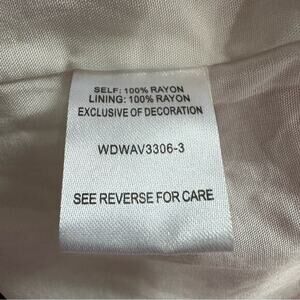 SELF: 100% RAYON
LINING: 100% RAYON
EXCLUSIVE OF DECORATION
WDWAV3306-3
SEE REVERSE FOR CARE